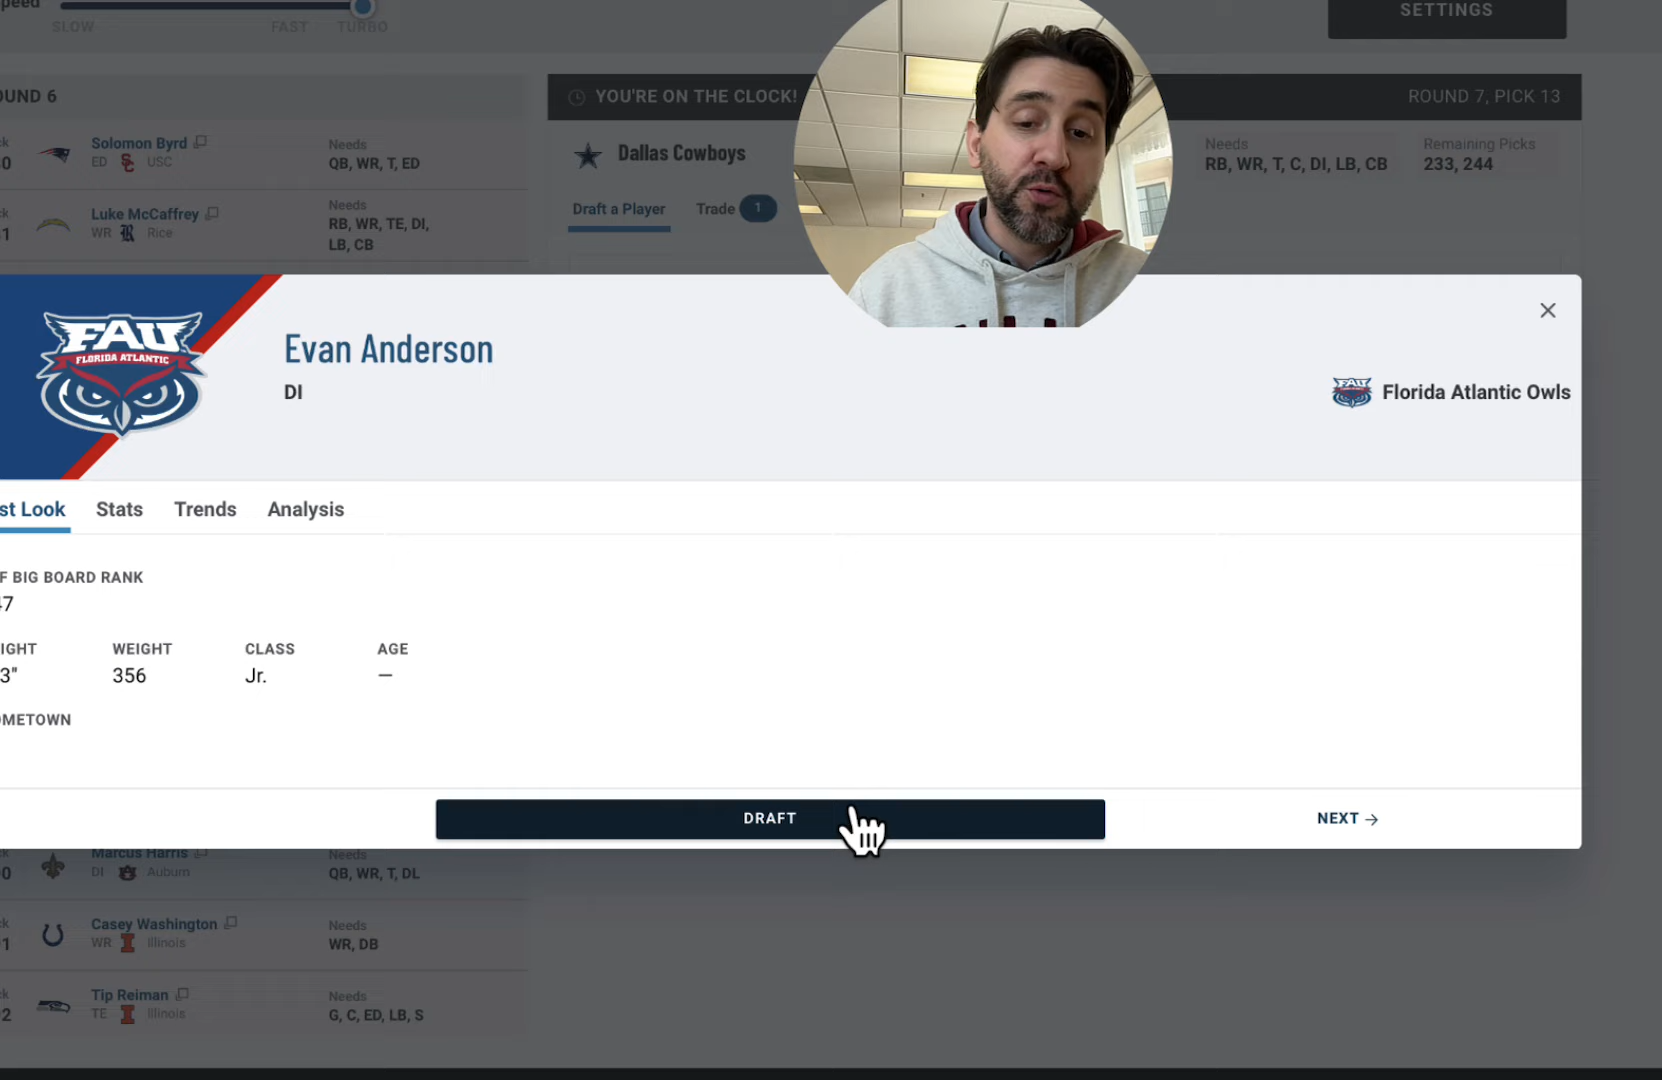 SLOW FAST TURBO
SETTINGS
ROUND 6
Solomon Byrd
ED USC
Needs
QB, WR, T, ED
Luke McCaffrey
WR Rice
Needs
RB, WR, TE, DI,
LB, CB
YOU'RE ON THE CLOCK!
ROUND 7, PICK 13
Dallas Cowboys
Needs
RB, WR, T, C, DI, LB, CB
Remaining Picks
233, 244
Draft a Player Trade 1
FAU
FLORIDA ATLANTIC
Evan Anderson
DI
FAU
Florida Atlantic Owls
Look Stats Trends Analysis
BIG BOARD RANK
WEIGHT CLASS AGE
3" 356 Jr. —
DRAFT
NEXT →
Marcus Harris
DI Auburn
Needs
QB, WR, T, DL
Casey Washington
WR Illinois
Needs
WR, DB
Tip Reiman
TE Illinois
Needs
G, C, ED, LB, S